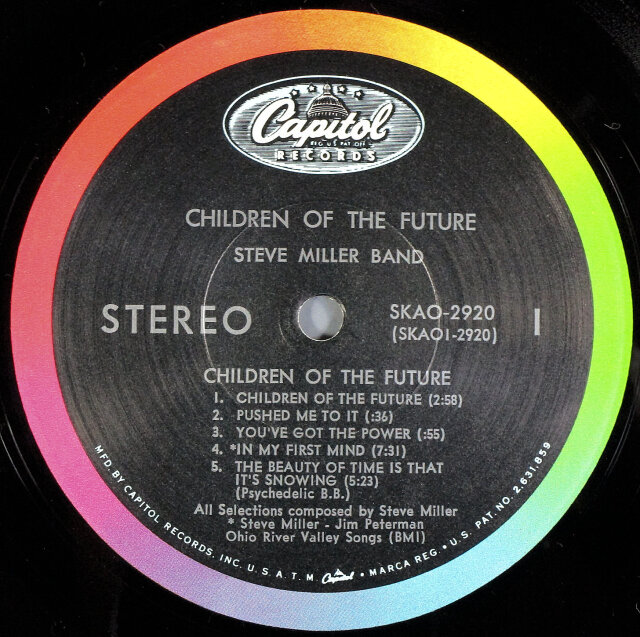 Capitol
REG. U.S. PAT. OFF.
RECORDS
CHILDREN OF THE FUTURE
STEVE MILLER BAND
STEREO
SKAO-2920
(SKAO1-2920)
1
CHILDREN OF THE FUTURE
1. CHILDREN OF THE FUTURE (2:58)
2. PUSHED ME TO IT (:36)
3. YOU'VE GOT THE POWER (:55)
4. *IN MY FIRST MIND (7:31)
5. THE BEAUTY OF TIME IS THAT
IT'S SNOWING (5:23)
(Psychedelic B.B.)
All Selections composed by Steve Miller
* Steve Miller - Jim Peterman
Ohio River Valley Songs (BMI)
MFD. BY CAPITOL RECORDS, INC. U.S.A. T.M. Capitol • MARCA REG. • U.S. PAT. NO. 2,631,859